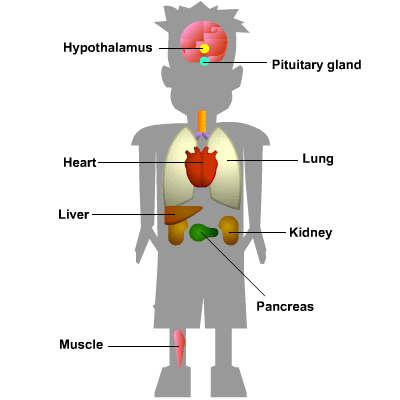 Hypothalamus
Pituitary gland
Heart
Lung
Liver
Kidney
Pancreas
Muscle